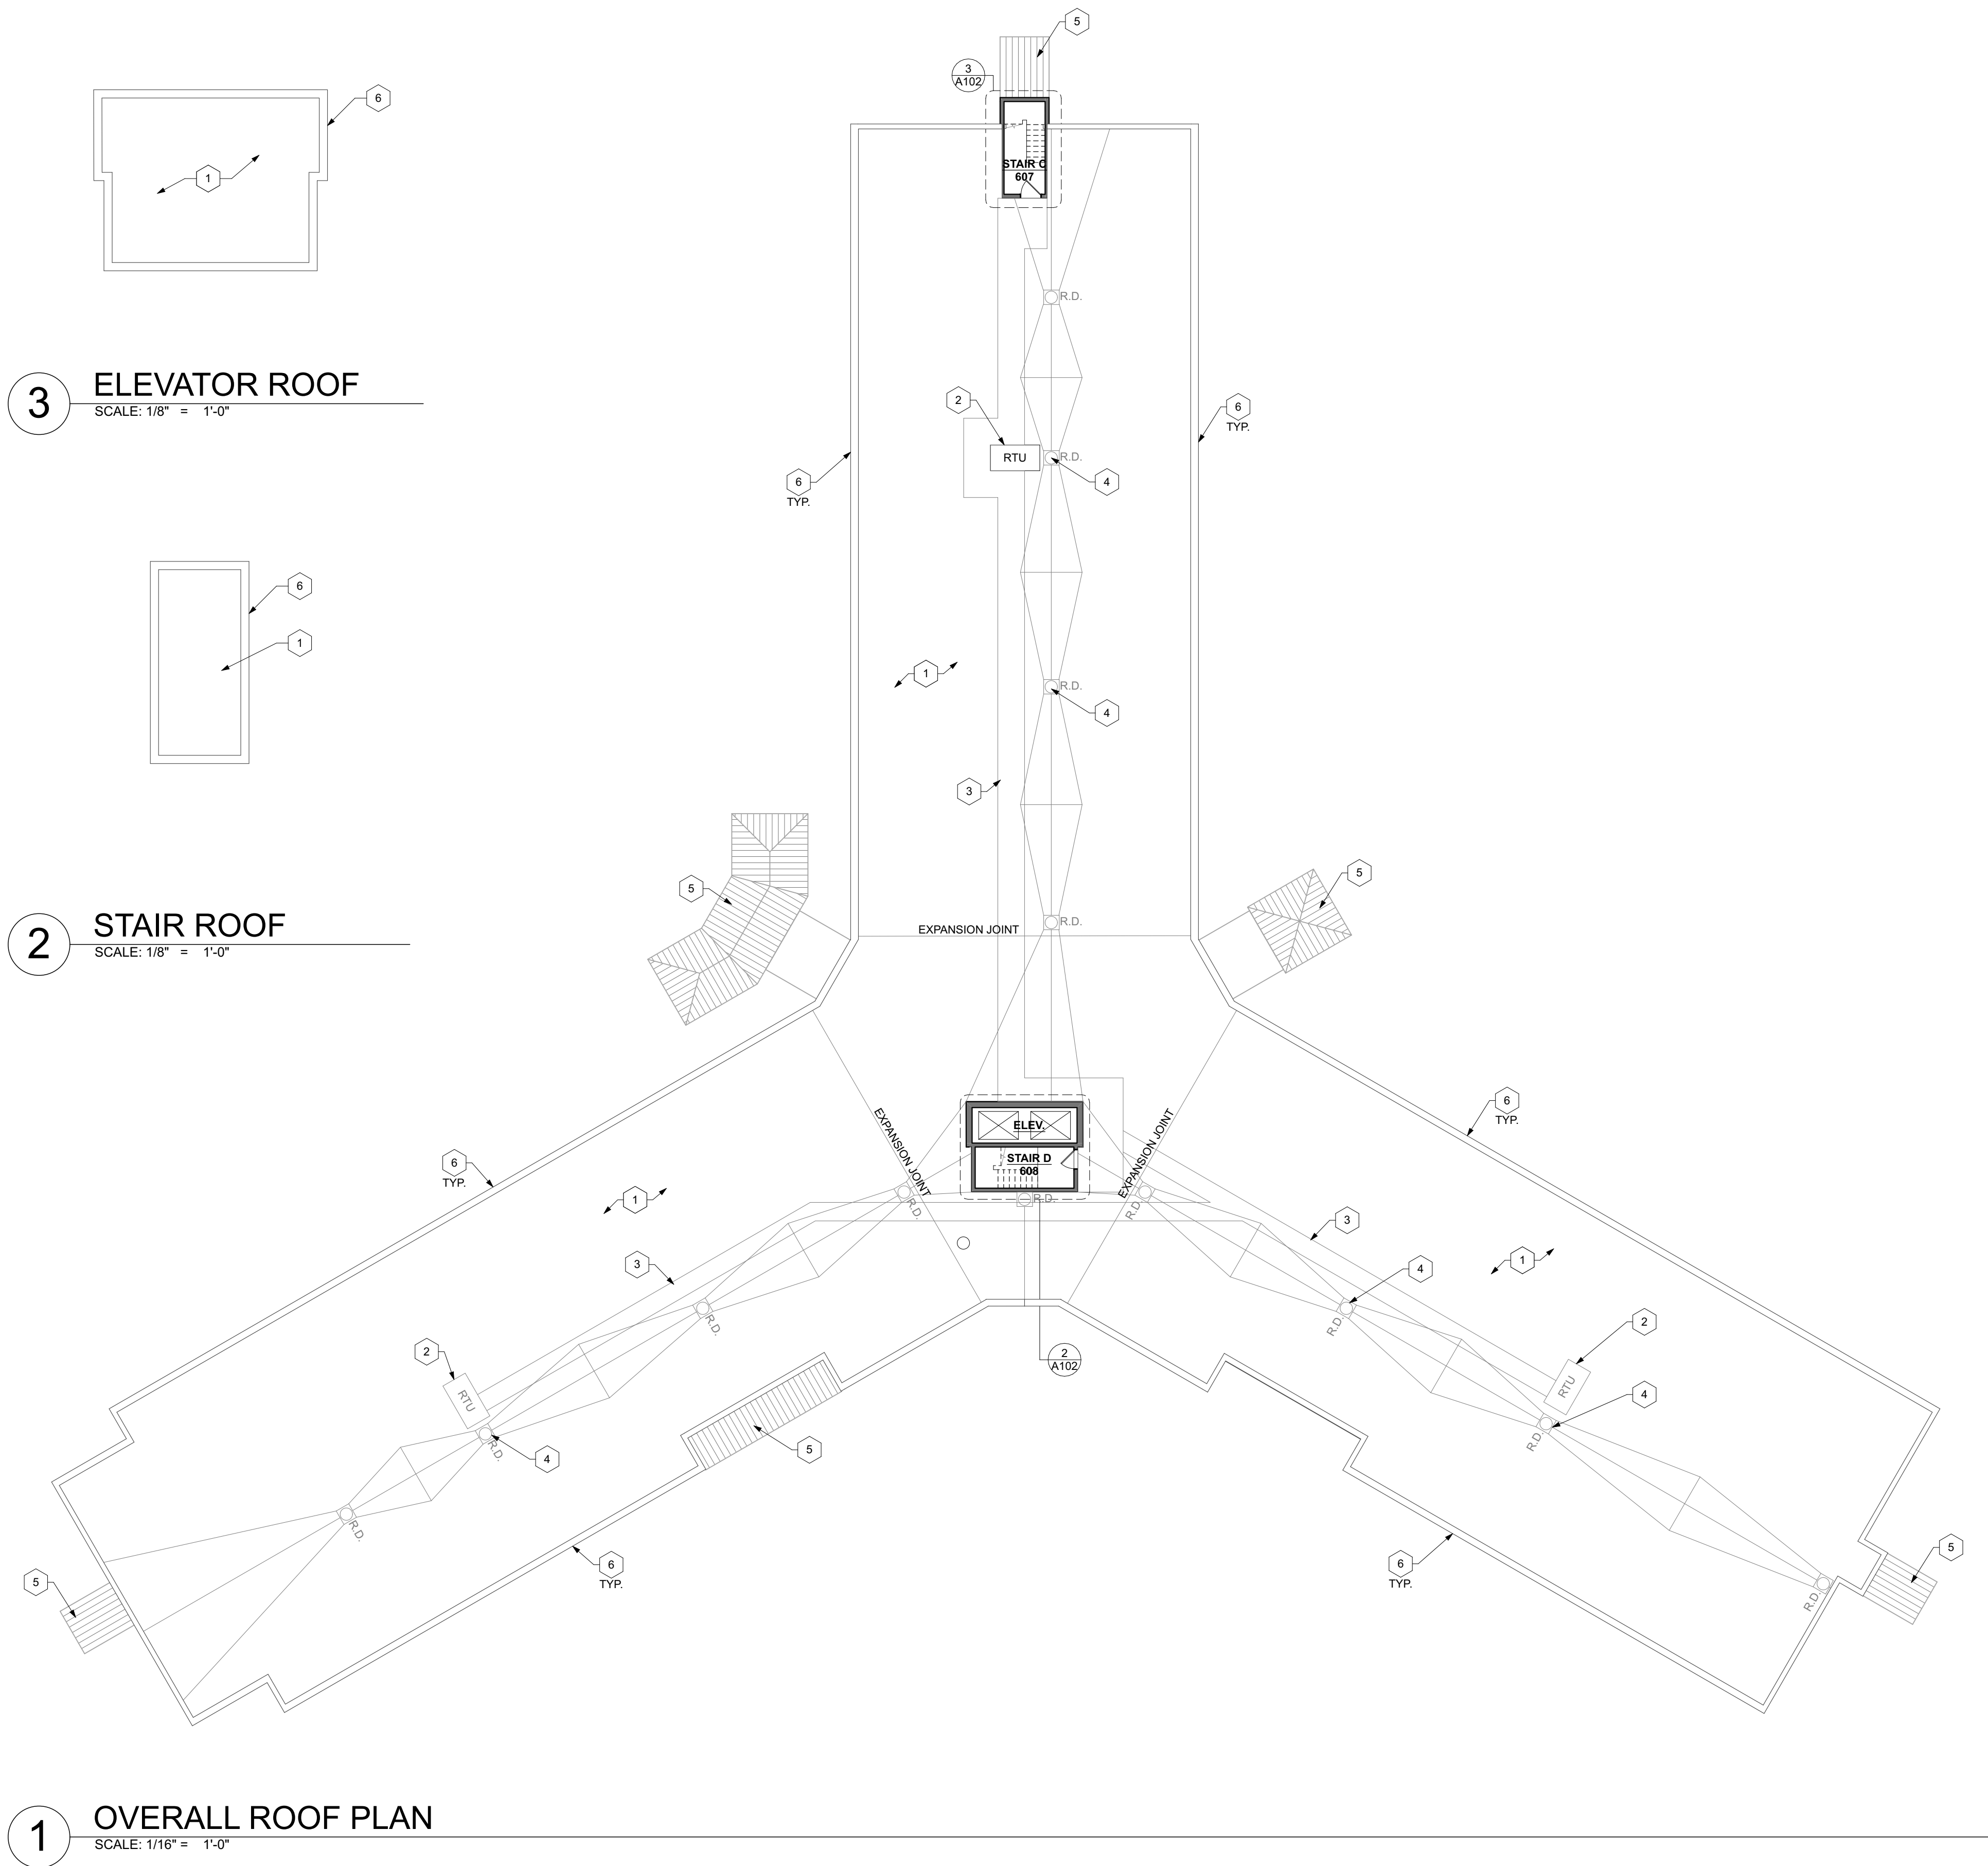 5
3
A102
6
1
STAIR C
607
R.D.
3
ELEVATOR ROOF
SCALE: 1/8" = 1'-0"
2
6
TYP.
RTU
R.D.
4
6
TYP.
6
1
1
R.D.
4
3
5
5
2
STAIR ROOF
SCALE: 1/8" = 1'-0"
EXPANSION JOINT
R.D.
6
TYP.
EXPANSION JOINT
ELEV.
EXPANSION JOINT
STAIR D
608
6
TYP.
1
R.D.
R.D.
R.D.
3
3
1
4
R.D.
R.D.
2
RTU
2
A102
2
RTU
4
R.D.
4
5
R.D.
R.D.
6
TYP.
6
TYP.
5
5
R.D.
1
OVERALL ROOF PLAN
SCALE: 1/16" = 1'-0"